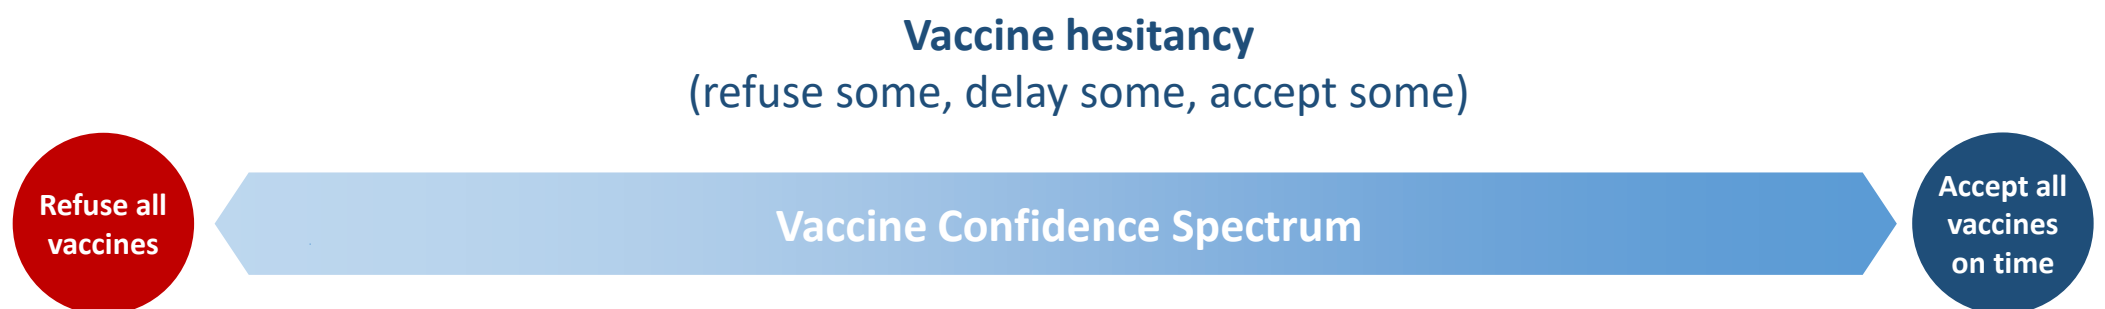 Vaccine hesitancy
(refuse some, delay some, accept some)
Refuse all
vaccines
Vaccine Confidence Spectrum
Accept all
vaccines
on time